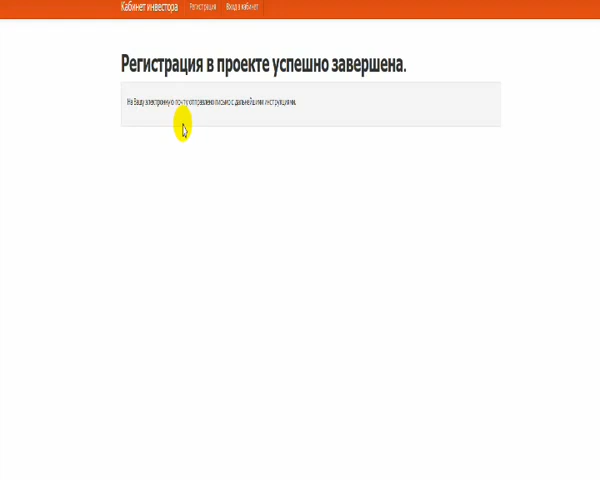 Кабинет инвестора Регистрация Вход в кабинет
Регистрация в проекте успешно завершена.
На Вашу электронную почту отправлено письмо с дальнейшими инструкциями.